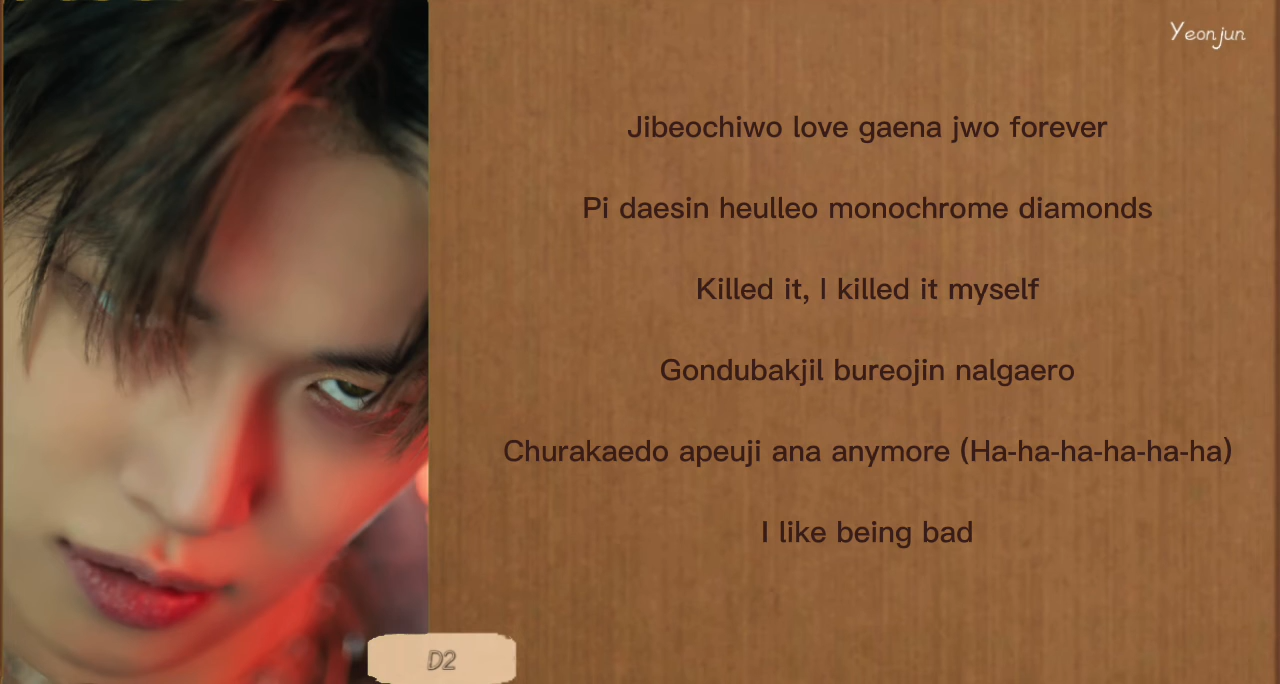 Yeonjun
Jibeochiwo love gaena jwo forever
Pi daesin heulleo monochrome diamonds
Killed it, I killed it myself
Gondubakjil bureojin nalgaero
Churakaedo apeuji ana anymore (Ha-ha-ha-ha-ha-ha)
I like being bad
D2